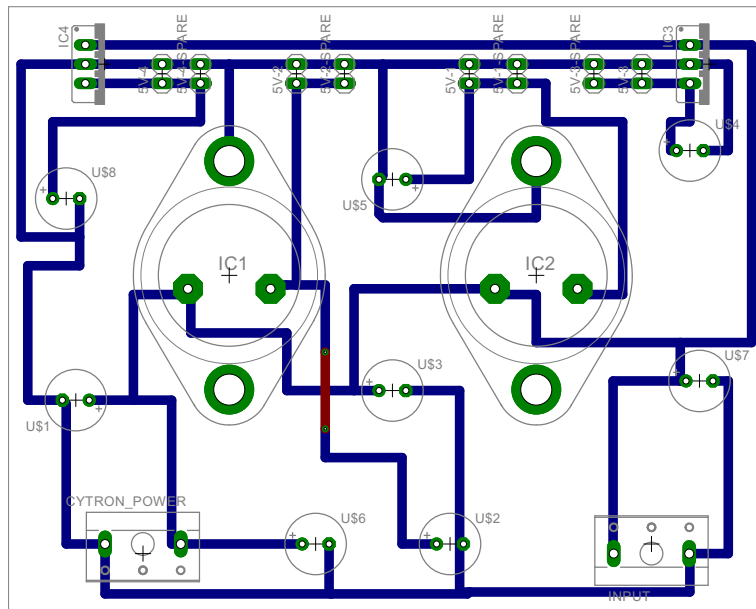 IC4
5V-4
5V-4-SPARE
5V-2
5V-2-SPARE
5V-1
5V-1-SPARE
5V-3-SPARE
5V-3
IC3
U$4
U$8
U$5
IC1
IC2
U$3
U$7
U$1
CYTRON_POWER
U$6
U$2
INPUT